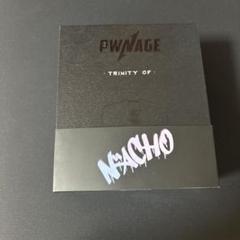 PWNAGE
· TRINITY OF ·
NACHO